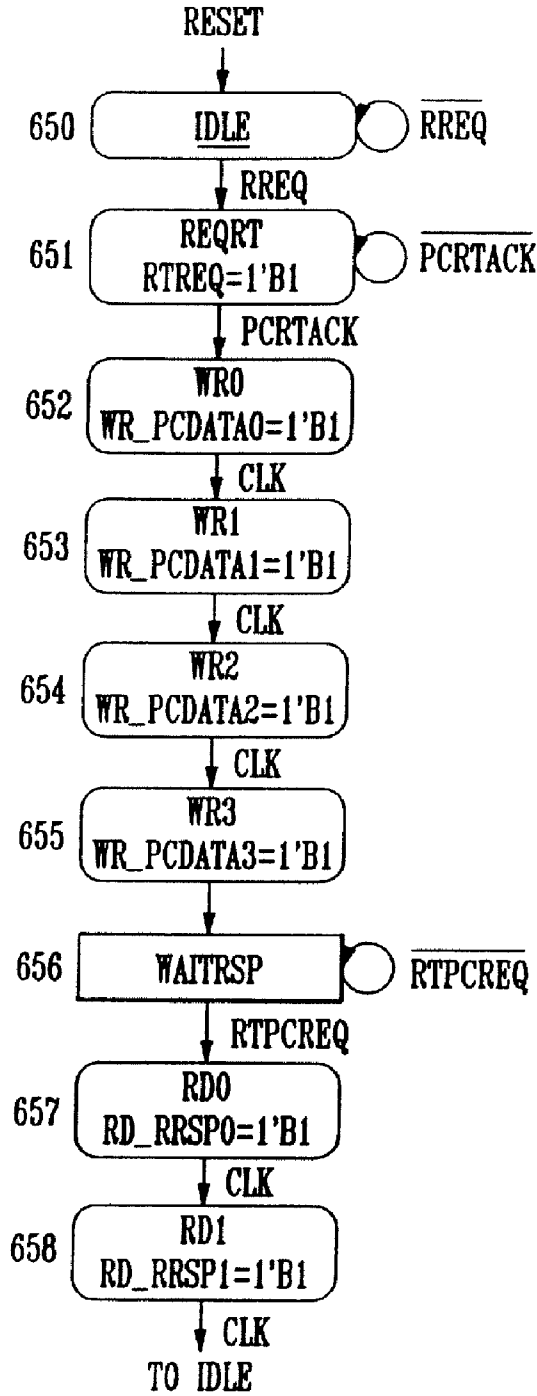 RESET
650
IDLE
RREQ
RREQ
651
REQRT
RTREQ=1'B1
PCRTACK
PCRTACK
652
WR0
WR_PCDATA0=1'B1
CLK
653
WR1
WR_PCDATA1=1'B1
CLK
654
WR2
WR_PCDATA2=1'B1
CLK
655
WR3
WR_PCDATA3=1'B1
656
WAITRSP
RTPCREQ
RTPCREQ
657
RD0
RD_RRSP0=1'B1
CLK
658
RD1
RD_RRSP1=1'B1
CLK
TO IDLE